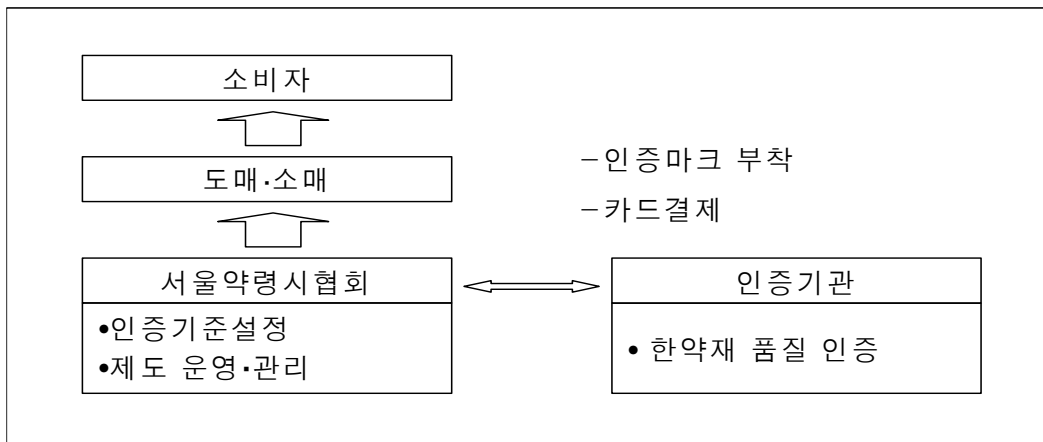 소비자
도매·소매
－인증마크 부착
－카드결제
서울약령시협회
•인증기준설정
•제도 운영·관리
인증기관
• 한약재 품질 인증